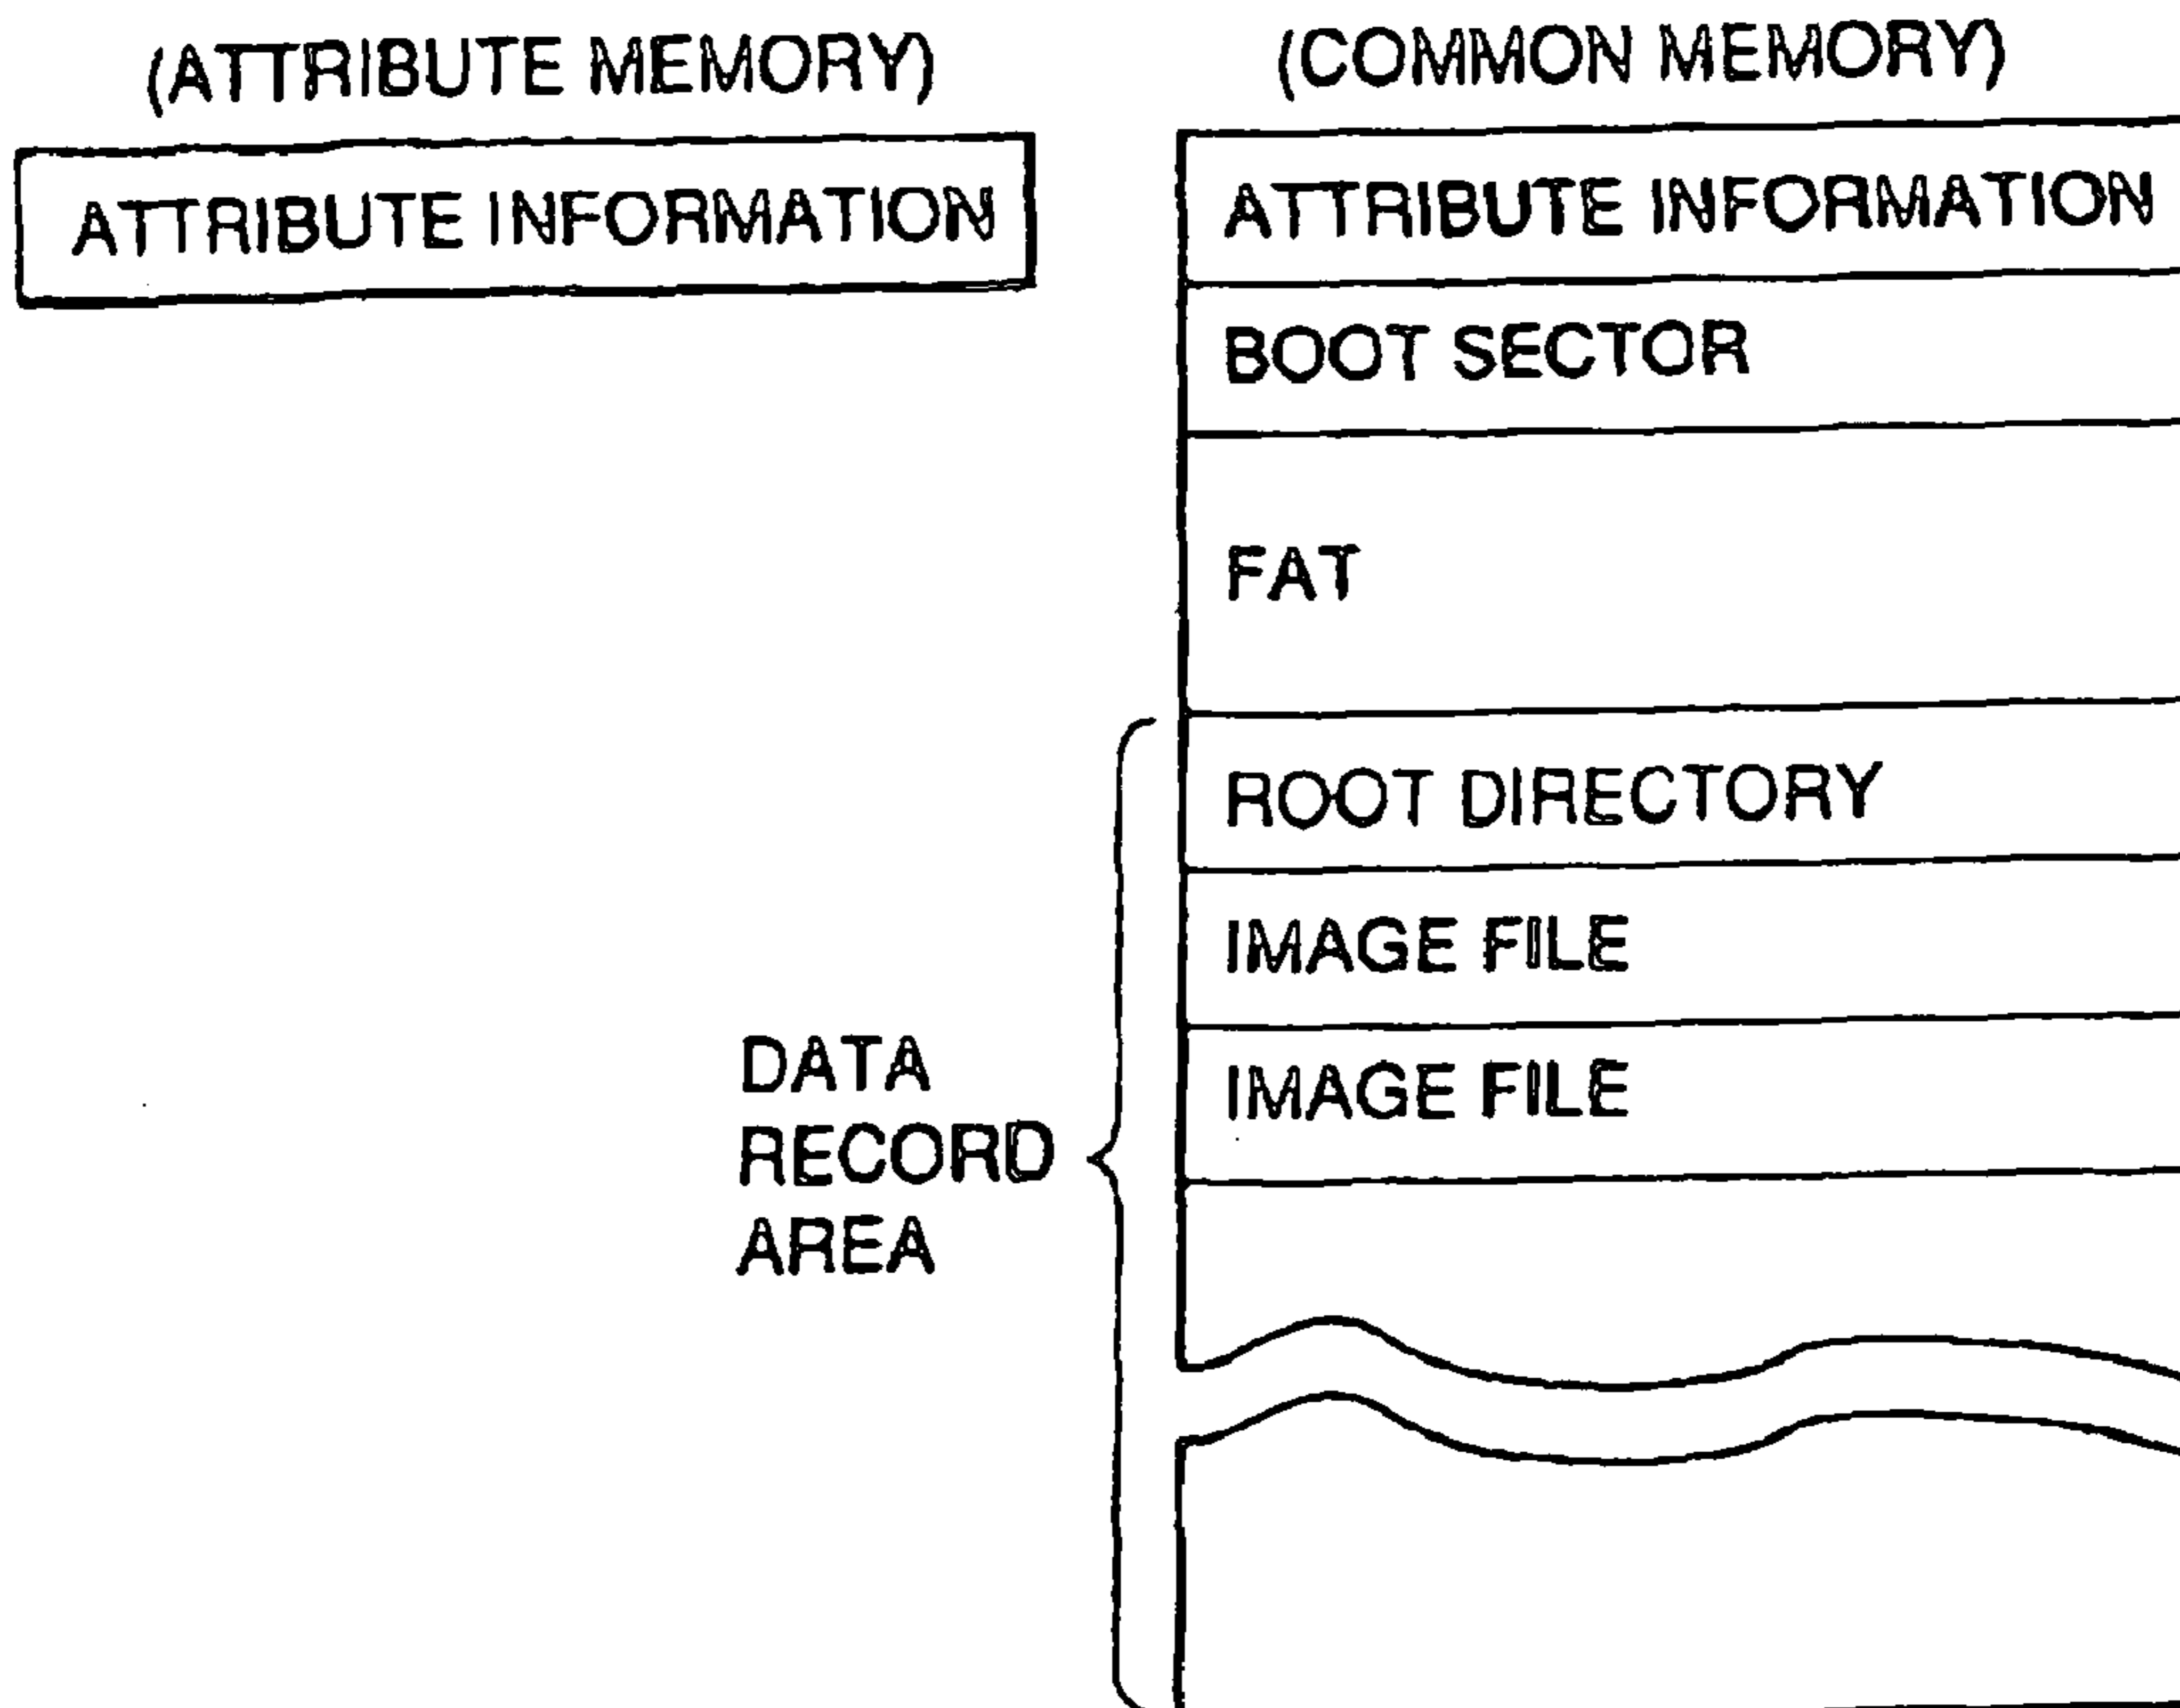 (ATTRIBUTE MEMORY)
ATTRIBUTE INFORMATION
(COMMON MEMORY)
ATTRIBUTE INFORMATION
BOOT SECTOR
FAT
ROOT DIRECTORY
IMAGE FILE
IMAGE FILE
DATA
RECORD
AREA